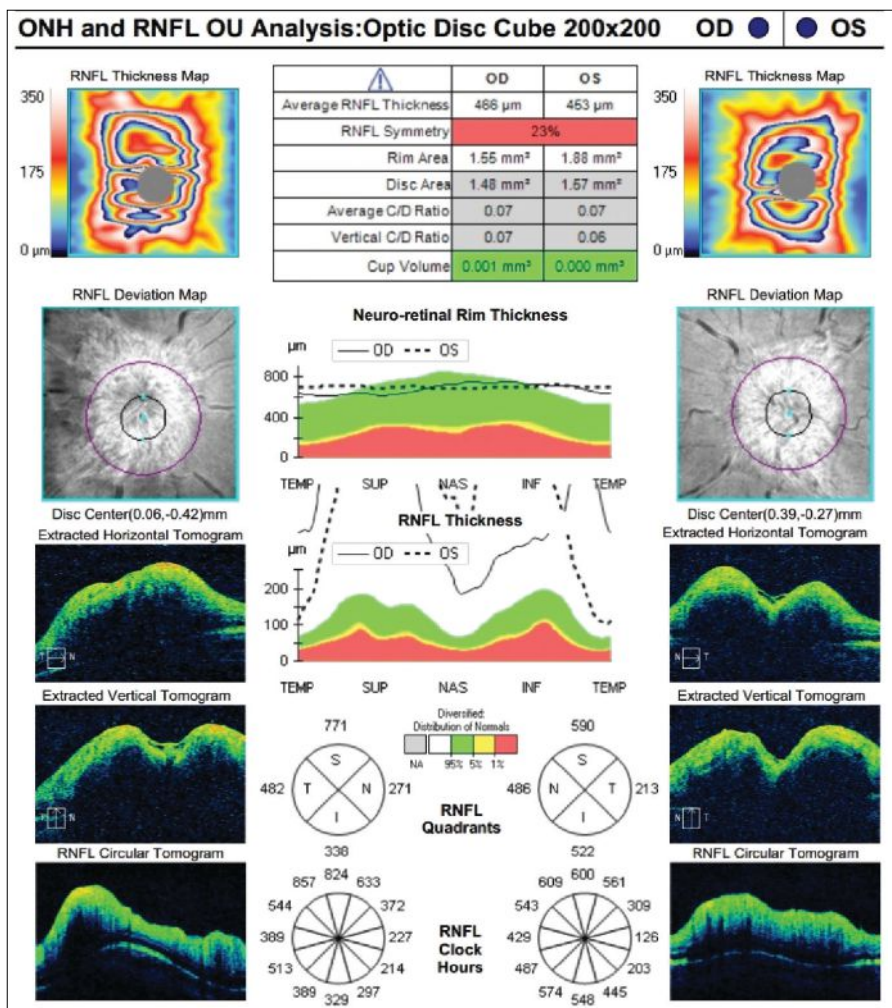 ONH and RNFL OU Analysis:Optic Disc Cube 200x200 OD OS
RNFL Thickness Map
350
175
0 µm
OD OS
Average RNFL Thickness 466 µm 453 µm
RNFL Symmetry 23%
Rim Area 1.55 mm² 1.88 mm²
Disc Area 1.48 mm² 1.57 mm²
Average C/D Ratio 0.07 0.07
Vertical C/D Ratio 0.07 0.06
Cup Volume 0.001 mm³ 0.000 mm³
RNFL Thickness Map
350
175
0 µm
RNFL Deviation Map
Disc Center(0.06,-0.42)mm
Extracted Horizontal Tomogram
T N
Extracted Vertical Tomogram
RNFL Circular Tomogram
Neuro-retinal Rim Thickness
µm
OD OS
800
400
0
TEMP SUP NAS INF TEMP
RNFL Thickness
µm
OD OS
200
100
0
TEMP SUP NAS INF TEMP
Diversified:
Distribution of Normals
NA 95% 5% 1%
771
482 S T N I 271
338
RNFL
Quadrants
590
486 S N T I 213
522
824
857 633
544 372
389 227
513 214
389 297
329
RNFL
Clock
Hours
600
609 561
543 309
429 126
487 203
574 445
548
RNFL Deviation Map
Disc Center(0.39,-0.27)mm
Extracted Horizontal Tomogram
N T
Extracted Vertical Tomogram
RNFL Circular Tomogram